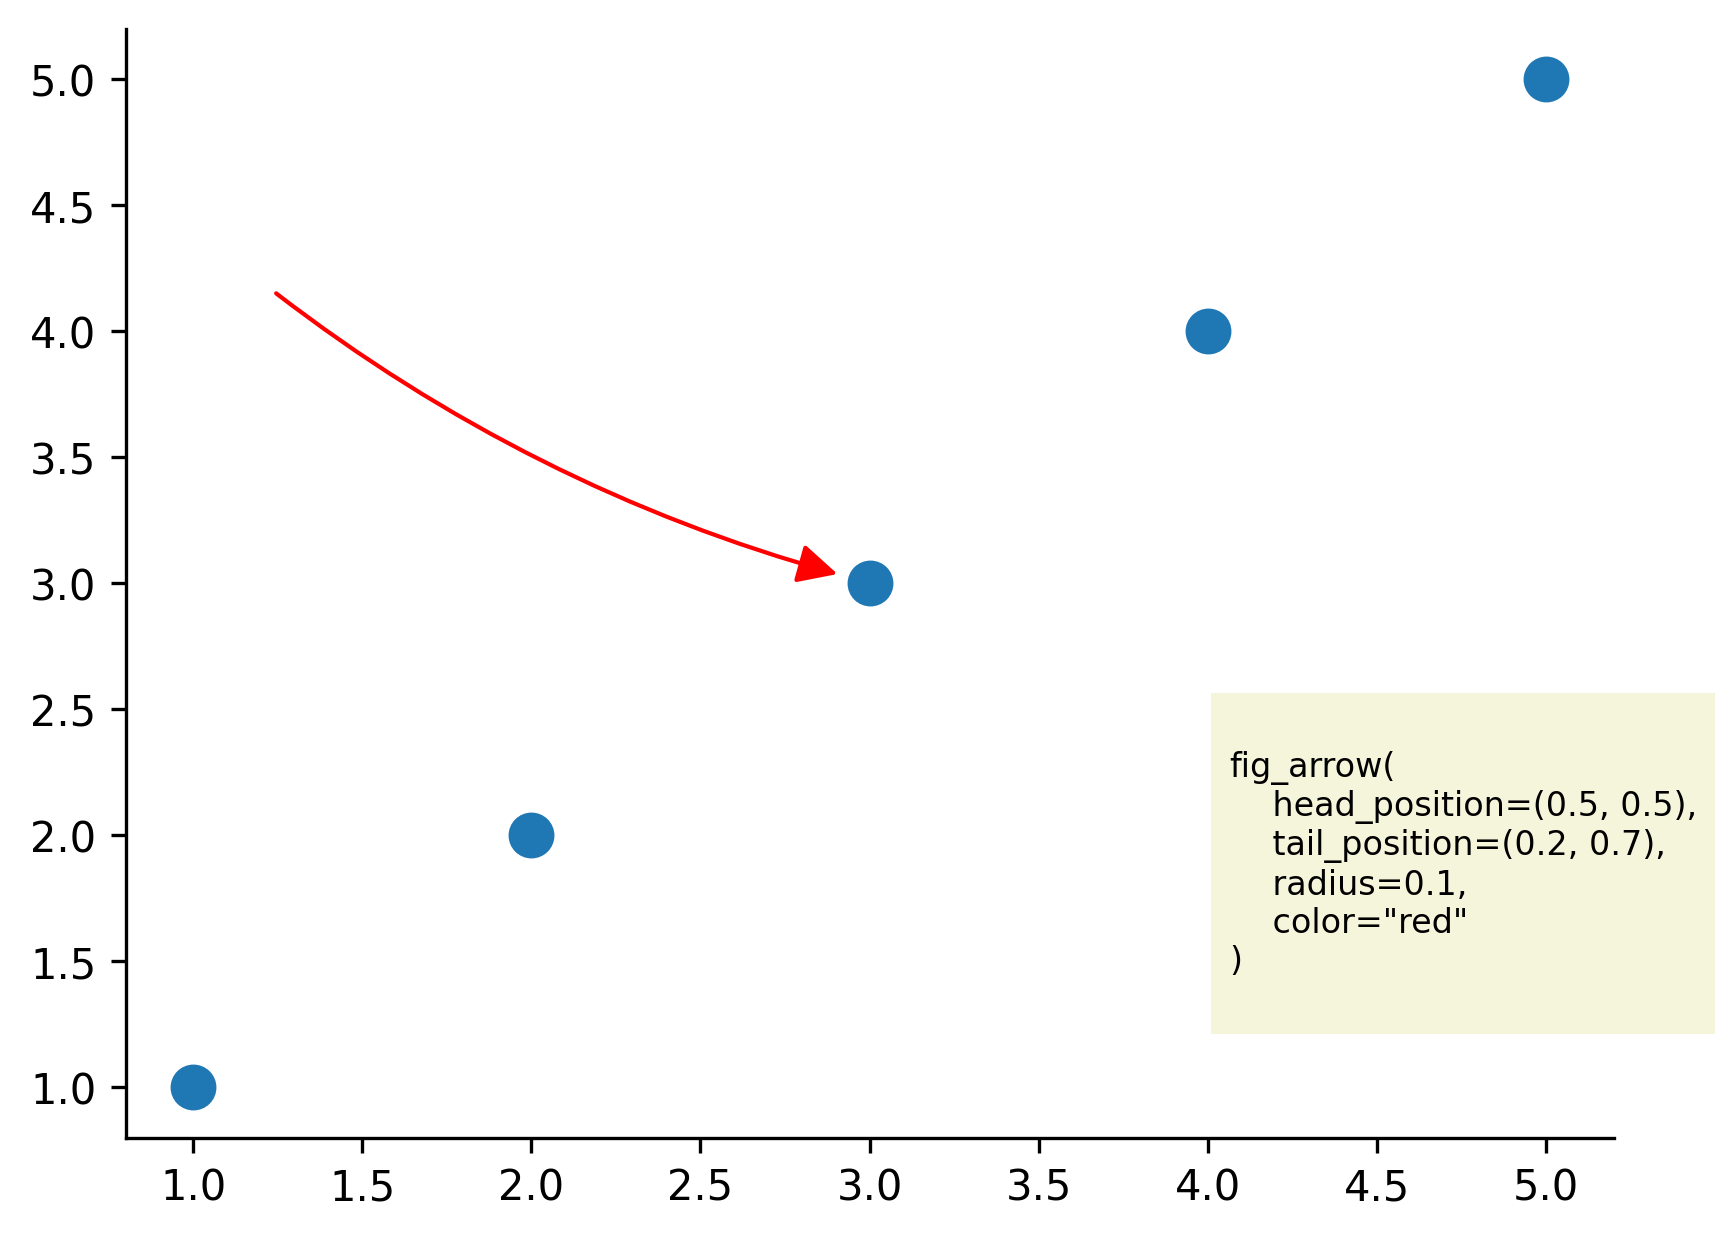 5.0
4.5
4.0
3.5
3.0
2.5
2.0
1.5
1.0
fig_arrow(
    head_position=(0.5, 0.5),
    tail_position=(0.2, 0.7),
    radius=0.1,
    color="red"
)
1.0 1.5 2.0 2.5 3.0 3.5 4.0 4.5 5.0